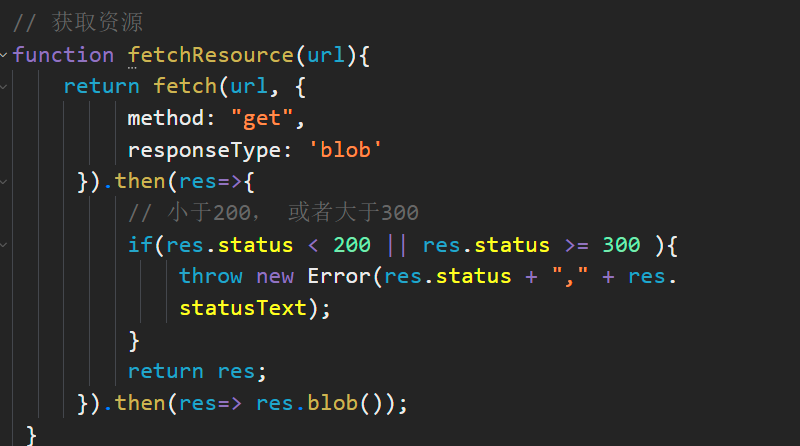 // 获取资源
function fetchResource(url){
return fetch(url, {
method: "get",
responseType: 'blob'
}).then(res=>{
// 小于200， 或者大于300
if(res.status < 200 || res.status >= 300 ){
throw new Error(res.status + "," + res.
statusText);
}
return res;
}).then(res=> res.blob());
}